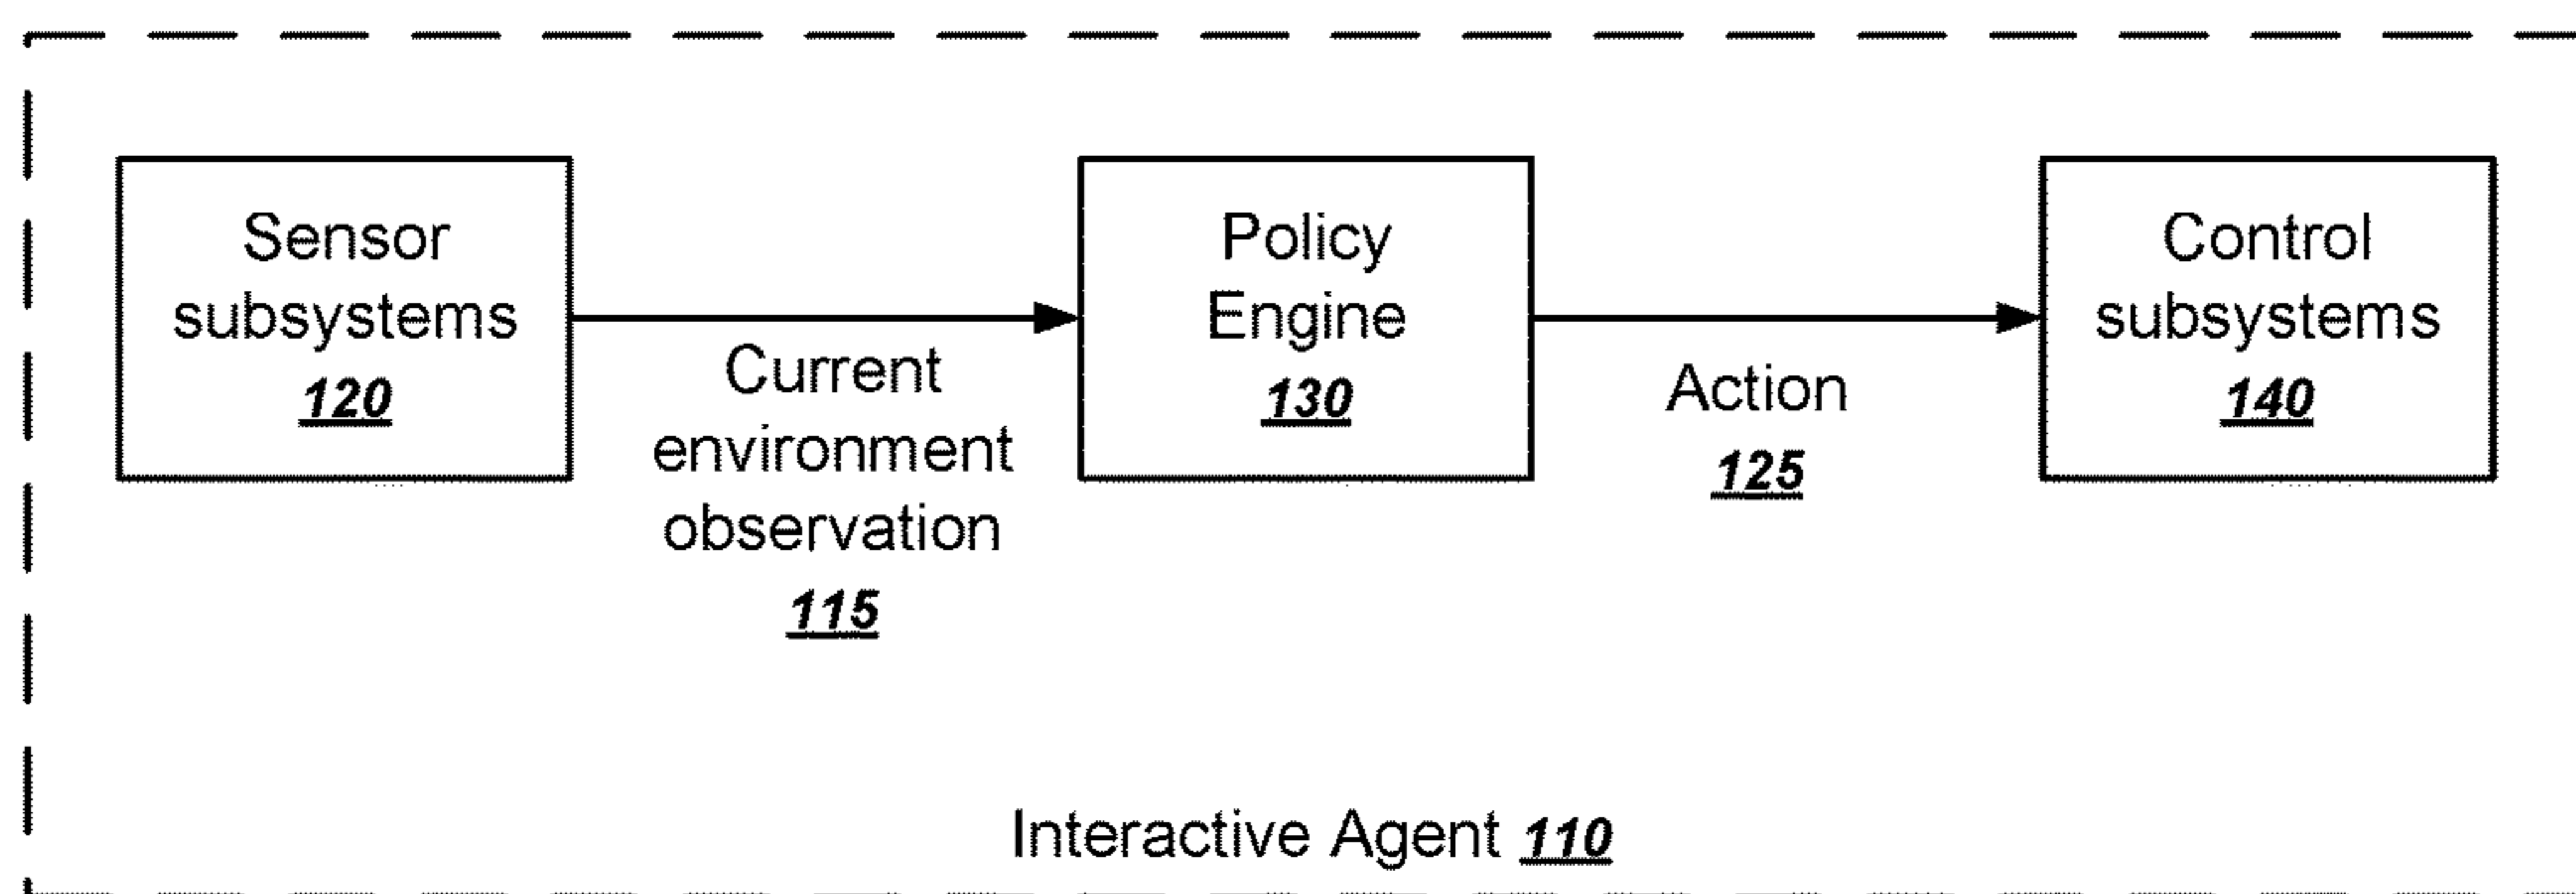 Sensor
subsystems
120
Current
environment
observation
115
Policy
Engine
130
Action
125
Control
subsystems
140
Interactive Agent 110